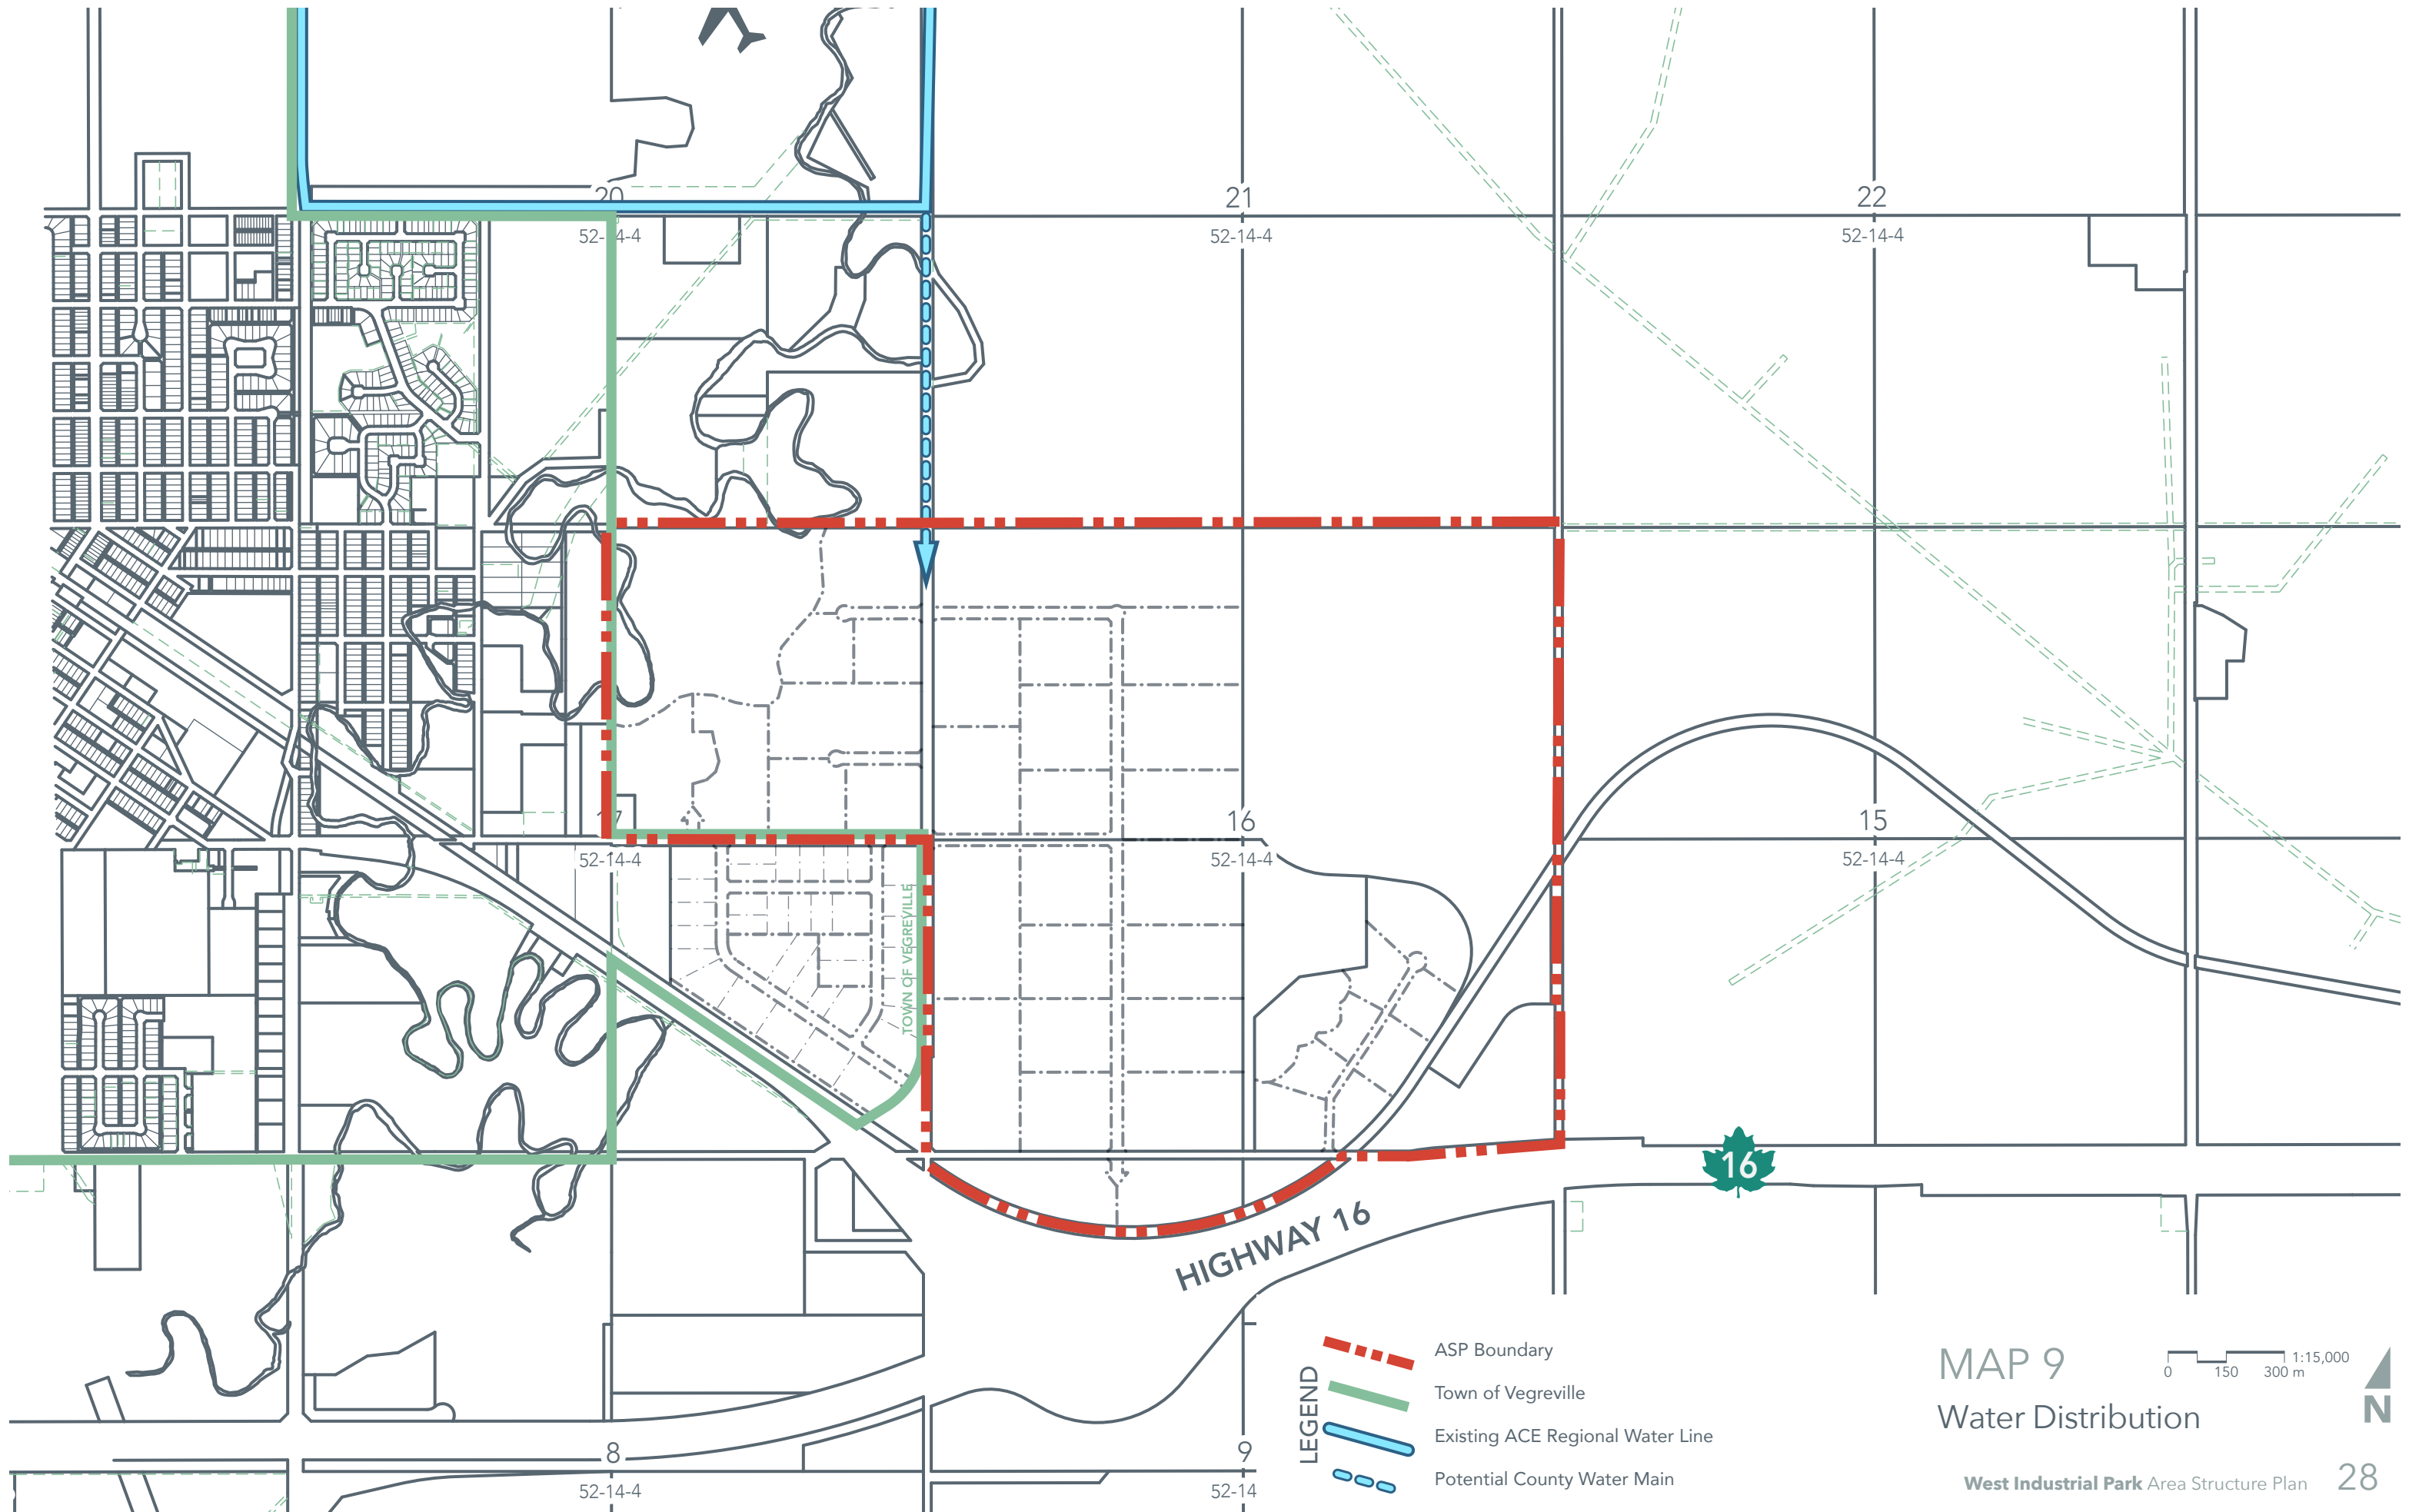 20
52-14-4
21
52-14-4
22
52-14-4
17
52-14-4
16
52-14-4
15
52-14-4
TOWN OF VEGREVILLE
16
HIGHWAY 16
8
52-14-4
9
52-14
LEGEND
ASP Boundary
Town of Vegreville
Existing ACE Regional Water Line
Potential County Water Main
MAP 9
Water Distribution
0 150 300 m
1:15,000
N
West Industrial Park Area Structure Plan 28